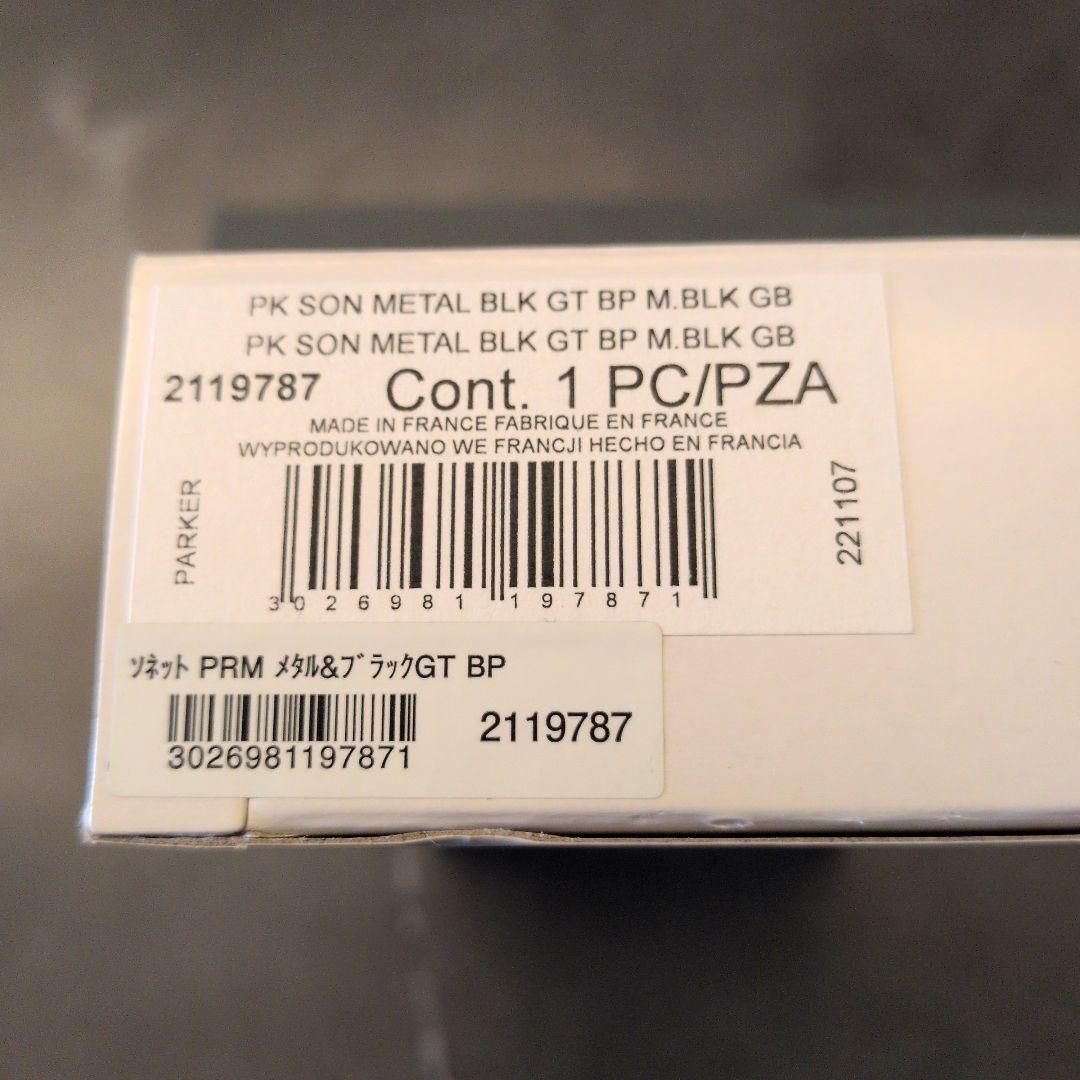 PK SON METAL BLK GT BP M.BLK GB
PK SON METAL BLK GT BP M.BLK GB
2119787 Cont. 1 PC/PZA
MADE IN FRANCE FABRIQUE EN FRANCE
WYPRODUKOWANO WE FRANCJI HECHO EN FRANCIA
PARKER
221107
3026981 197871
ｿﾈｯﾄ PRM ﾒﾀﾙ&ﾌﾞﾗｯｸGT BP
2119787
3026981197871